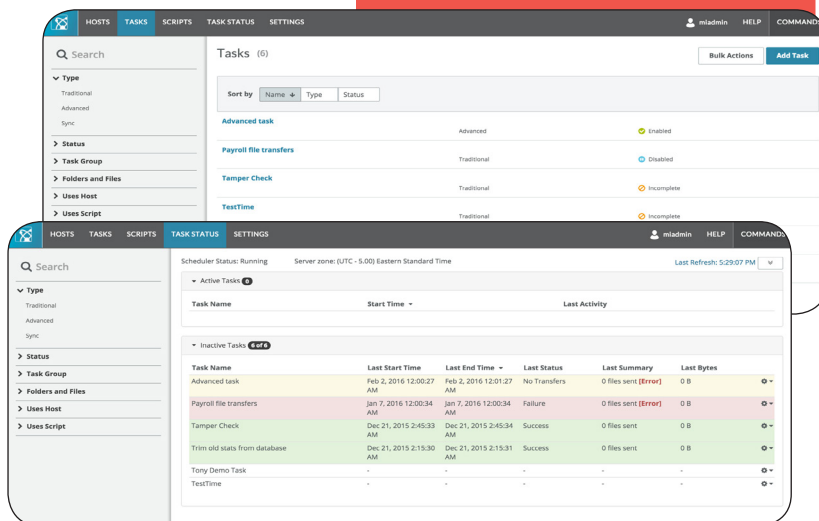 HOSTS TASKS SCRIPTS TASK STATUS SETTINGS miadmin HELP COMMANDS
Search
Type
Traditional
Advanced
Sync
Status
Task Group
Folders and Files
Uses Host
Uses Script
Tasks (6)
Bulk Actions Add Task
Sort by Name Type Status
Advanced task
Advanced Enabled
Payroll file transfers
Traditional Disabled
Tamper Check
Traditional Incomplete
TestTime
Traditional Incomplete
HOSTS TASKS SCRIPTS TASK STATUS SETTINGS miadmin HELP COMMANDS
Search
Type
Traditional
Advanced
Sync
Status
Task Group
Folders and Files
Uses Host
Uses Script
Scheduler Status: Running Server zone: (UTC - 5.00) Eastern Standard Time Last Refresh: 5:29:07 PM
Active Tasks 0
Task Name Start Time Last Activity
Inactive Tasks 6 of 6
Task Name Last Start Time Last End Time Last Status Last Summary Last Bytes
Advanced task Feb 2, 2016 12:00:27 AM Feb 2, 2016 12:01:27 AM No Transfers 0 files sent [Error] 0 B
Payroll file transfers Jan 7, 2016 12:00:34 AM Jan 7, 2016 12:00:34 AM Failure 0 files sent [Error] 0 B
Tamper Check Dec 21, 2015 2:45:33 AM Dec 21, 2015 2:45:34 AM Success 0 files sent 0 B
Trim old stats from database Dec 21, 2015 2:15:30 AM Dec 21, 2015 2:15:31 AM Success 0 files sent 0 B
Tony Demo Task - - - - -
TestTime - - - - -